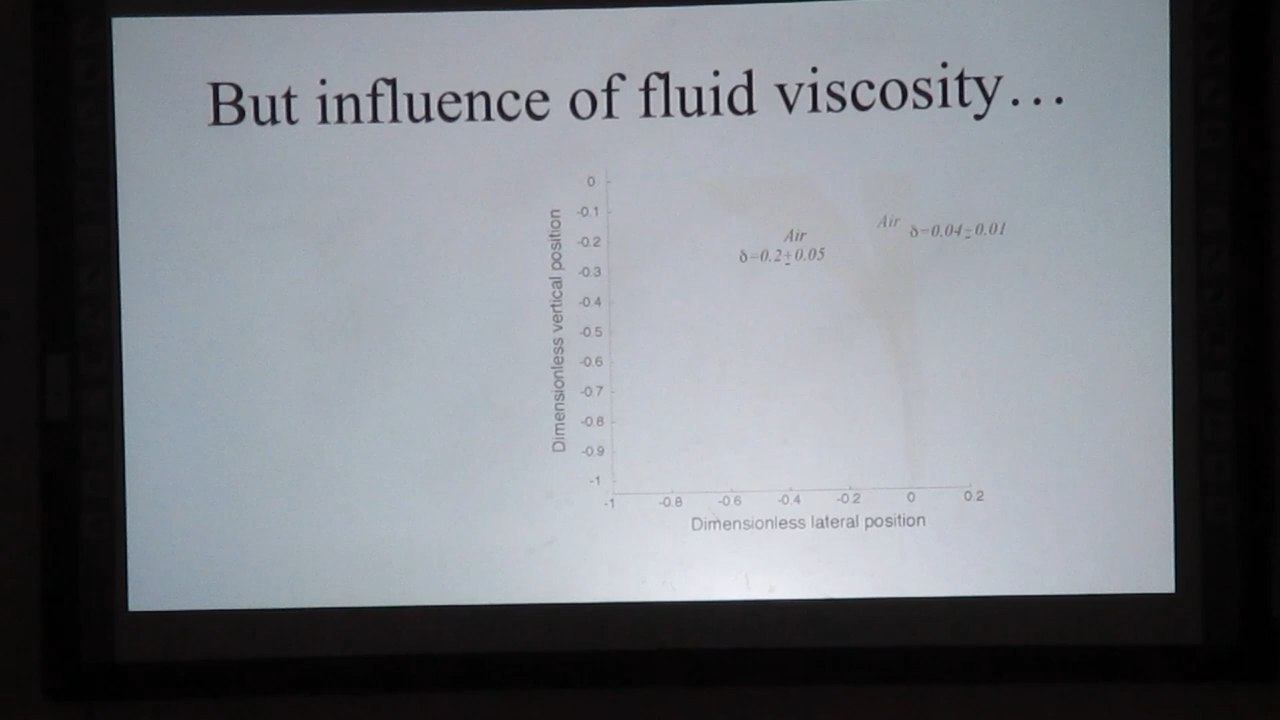 But influence of fluid viscosity…
Dimensionless vertical position
0
-0.1
-0.2
-0.3
-0.4
-0.5
-0.6
-0.7
-0.8
-0.9
-1
Air
δ=0.2±0.05
Air
δ=0.04±0.01
-1 -0.8 -0.6 -0.4 -0.2 0 0.2
Dimensionless lateral position